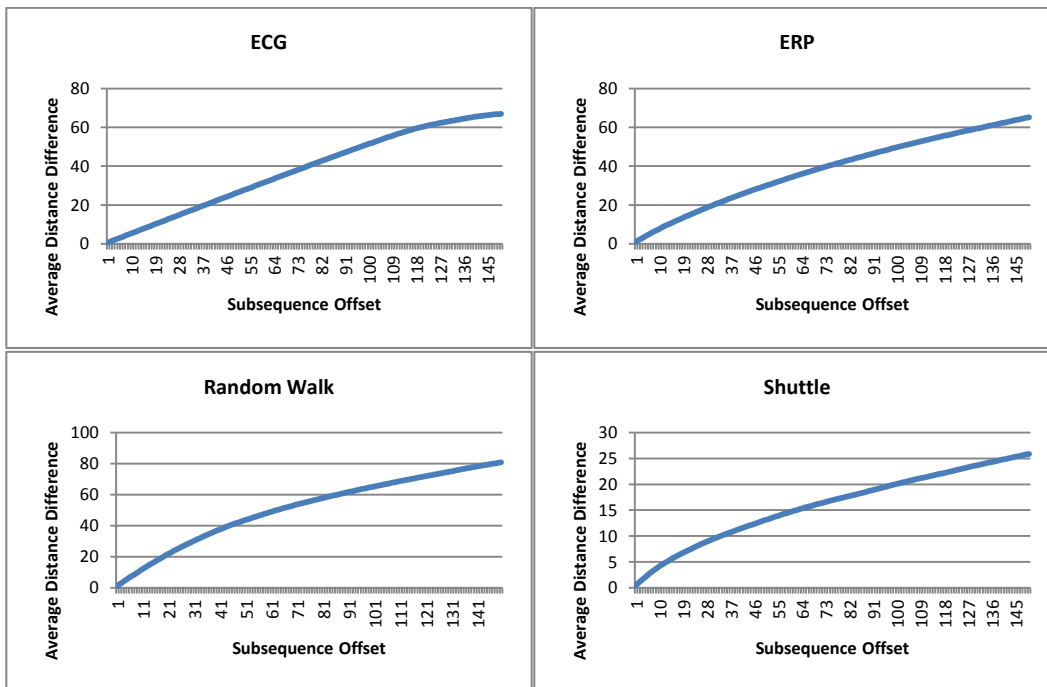 ECG
Average Distance Difference
80
60
40
20
0
1 10 19 28 37 46 55 64 73 82 91 100 109 118 127 136 145
Subsequence Offset
ERP
Average Distance Difference
80
60
40
20
0
1 10 19 28 37 46 55 64 73 82 91 100 109 118 127 136 145
Subsequence Offset
Random Walk
Average Distance Difference
100
80
60
40
20
0
1 11 21 31 41 51 61 71 81 91 101 111 121 131 141
Subsequence Offset
Shuttle
Average Distance Difference
30
25
20
15
10
5
0
1 10 19 28 37 46 55 64 73 82 91 100 109 118 127 136 145
Subsequence Offset